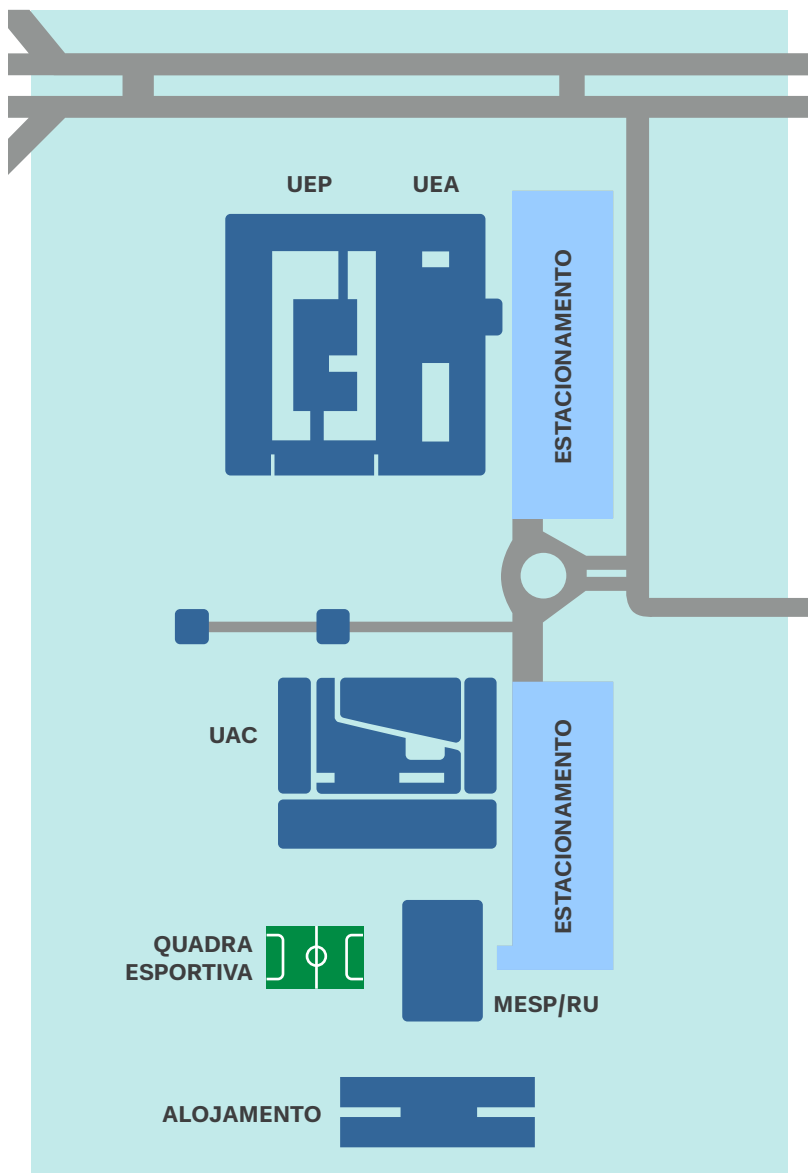 UEP
UEA
ESTACIONAMENTO
UAC
ESTACIONAMENTO
QUADRA
ESPORTIVA
MESP/RU
ALOJAMENTO